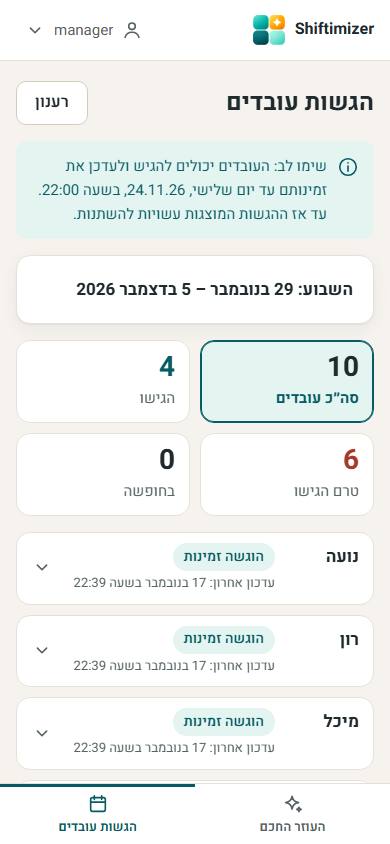 Shiftimizer
manager
הגשות עובדים
רענון
שימו לב: העובדים יכולים להגיש ולעדכן את
זמינותם עד יום שלישי, 24.11.26, בשעה 22:00.
עד אז ההגשות המוצגות עשויות להשתנות.
השבוע: 29 בנובמבר – 5 בדצמבר 2026
10
סה״כ עובדים
4
הגישו
6
טרם הגישו
0
בחופשה
נועה
הוגשה זמינות
עדכון אחרון: 17 בנובמבר בשעה 22:39
רון
הוגשה זמינות
עדכון אחרון: 17 בנובמבר בשעה 22:39
מיכל
הוגשה זמינות
עדכון אחרון: 17 בנובמבר בשעה 22:39
העוזר החכם
הגשות עובדים